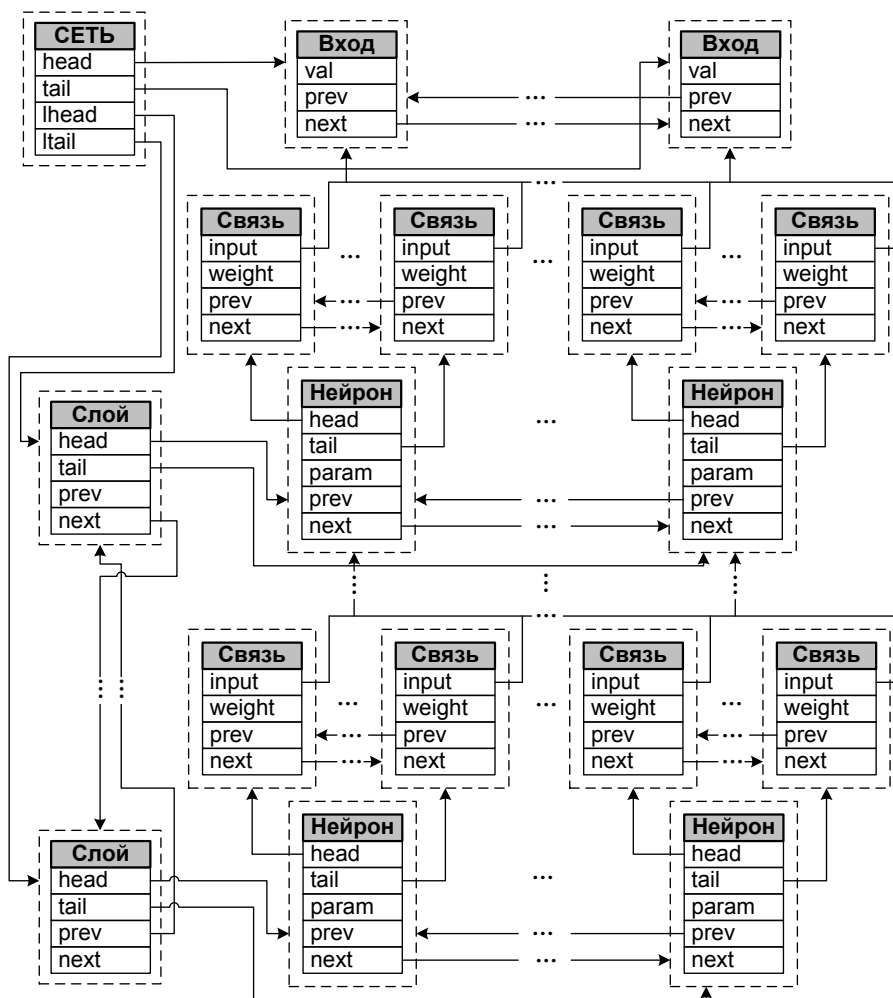 СЕТЬ
head
tail
lhead
ltail
Вход
val
prev
next
Вход
val
prev
next
...
...
...
Связь
input
weight
prev
next
Связь
input
weight
prev
next
Связь
input
weight
prev
next
Связь
input
weight
prev
next
...
...
...
...
...
...
...
Слой
head
tail
prev
next
Нейрон
head
tail
param
prev
next
Нейрон
head
tail
param
prev
next
...
...
...
...
Связь
input
weight
prev
next
Связь
input
weight
prev
next
Связь
input
weight
prev
next
Связь
input
weight
prev
next
...
...
...
...
...
...
...
Слой
head
tail
prev
next
Нейрон
head
tail
param
prev
next
Нейрон
head
tail
param
prev
next
...
...
...